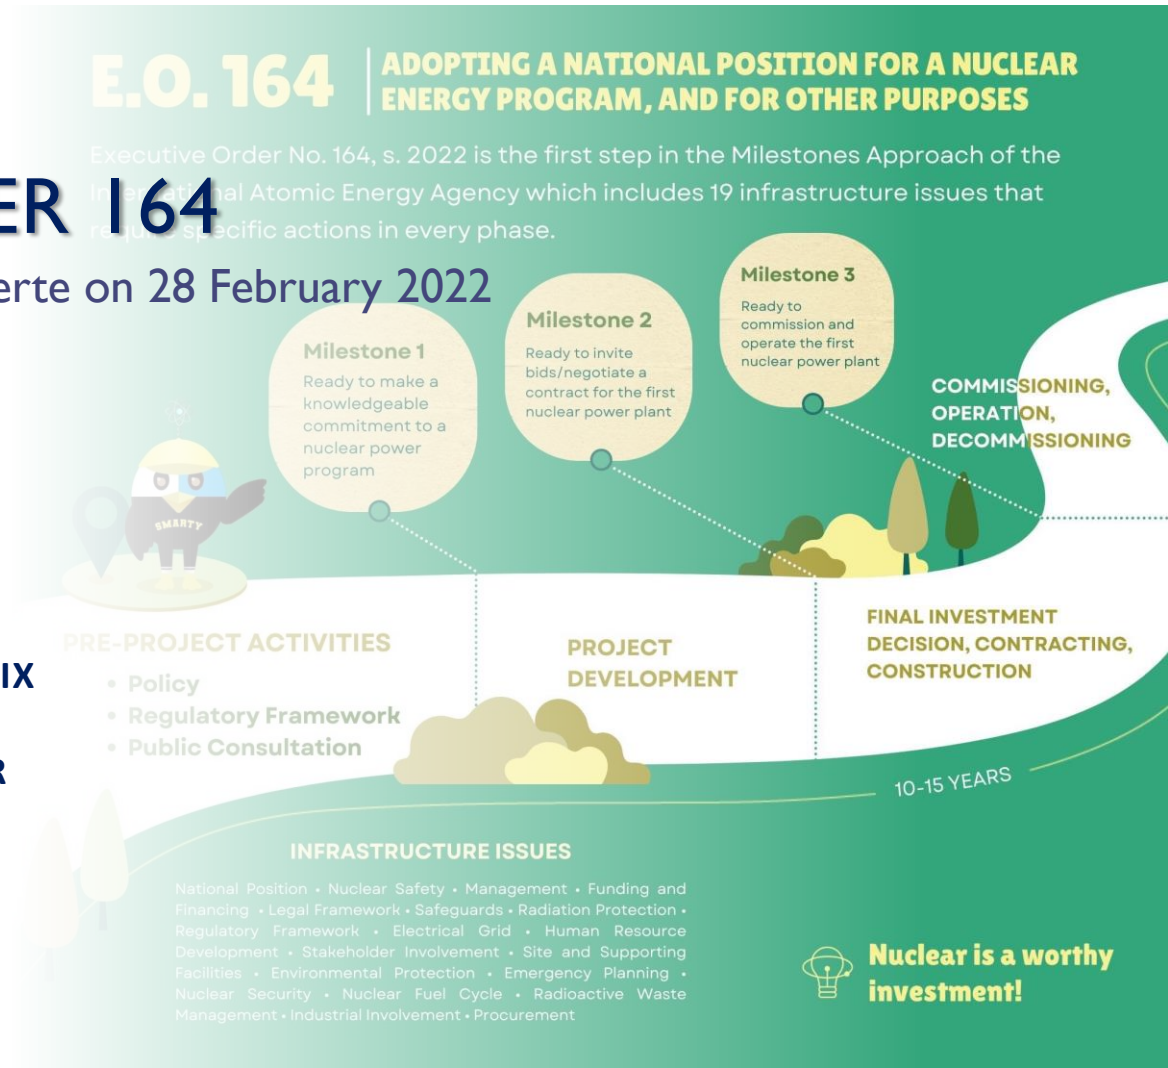 E.O. 164
ADOPTING A NATIONAL POSITION FOR A NUCLEAR
ENERGY PROGRAM, AND FOR OTHER PURPOSES
Executive Order No. 164, s. 2022 is the first step in the Milestones Approach of the
International Atomic Energy Agency which includes 19 infrastructure issues that
require specific actions in every phase.
ER 164
erte on 28 February 2022
Milestone 1
Ready to make a
knowledgeable
commitment to a
nuclear power
program
Milestone 2
Ready to invite
bids/negotiate a
contract for the first
nuclear power plant
Milestone 3
Ready to
commission and
operate the first
nuclear power plant
COMMISSIONING,
OPERATION,
DECOMMISSIONING
SMARTY
PRE-PROJECT ACTIVITIES
• Policy
• Regulatory Framework
• Public Consultation
IX
R
PROJECT
DEVELOPMENT
FINAL INVESTMENT
DECISION, CONTRACTING,
CONSTRUCTION
10-15 YEARS
INFRASTRUCTURE ISSUES
National Position • Nuclear Safety • Management • Funding and
Financing • Legal Framework • Safeguards • Radiation Protection •
Regulatory Framework • Electrical Grid • Human Resource
Development • Stakeholder Involvement • Site and Supporting
Facilities • Environmental Protection • Emergency Planning •
Nuclear Security • Nuclear Fuel Cycle • Radioactive Waste
Management • Industrial Involvement • Procurement
Nuclear is a worthy
investment!